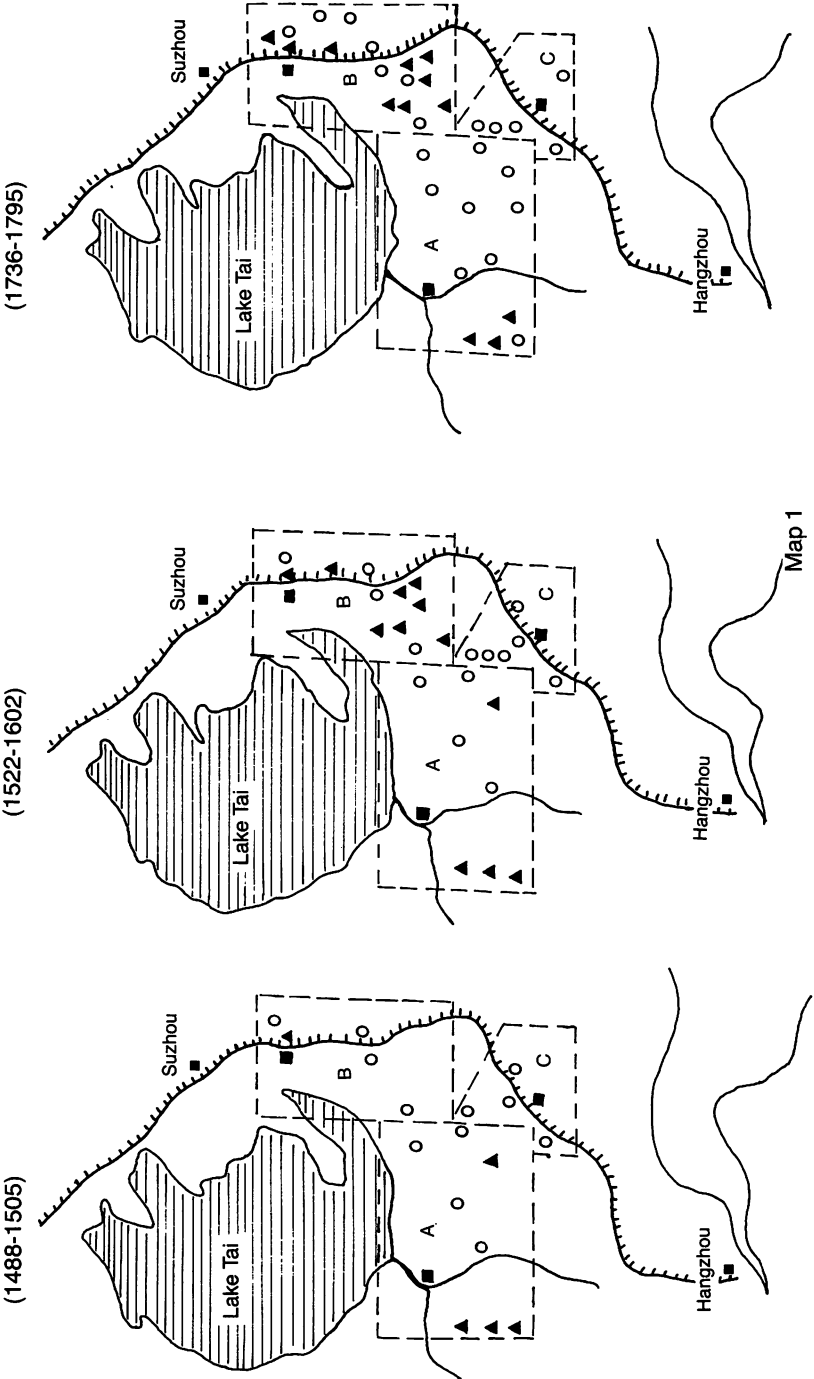 (1488-1505)
Suzhou
Lake Tai
B
A
C
Hangzhou
(1522-1602)
Suzhou
Lake Tai
B
A
C
Hangzhou
(1736-1795)
Suzhou
Lake Tai
B
A
C
Hangzhou
Map 1